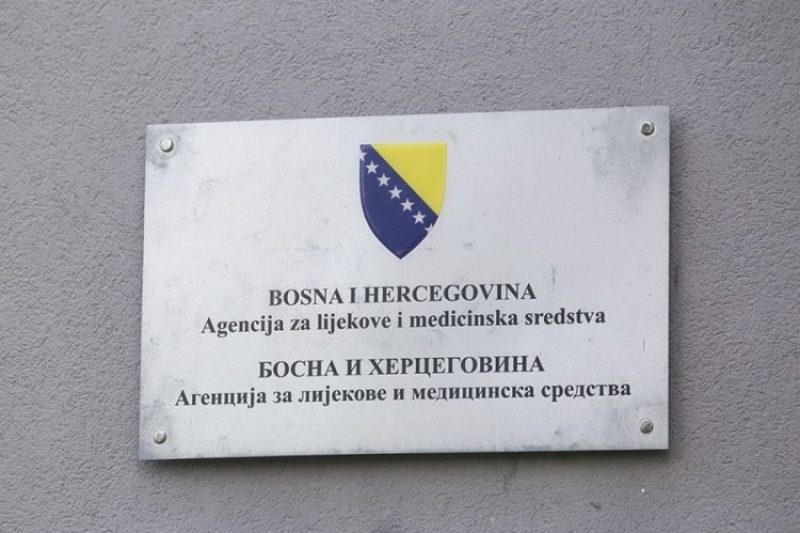 BOSNA I HERCEGOVINA
Agencija za lijekove i medicinska sredstva
БОСНА И ХЕРЦЕГОВИНА
Агенција за лијекове и медицинска средства